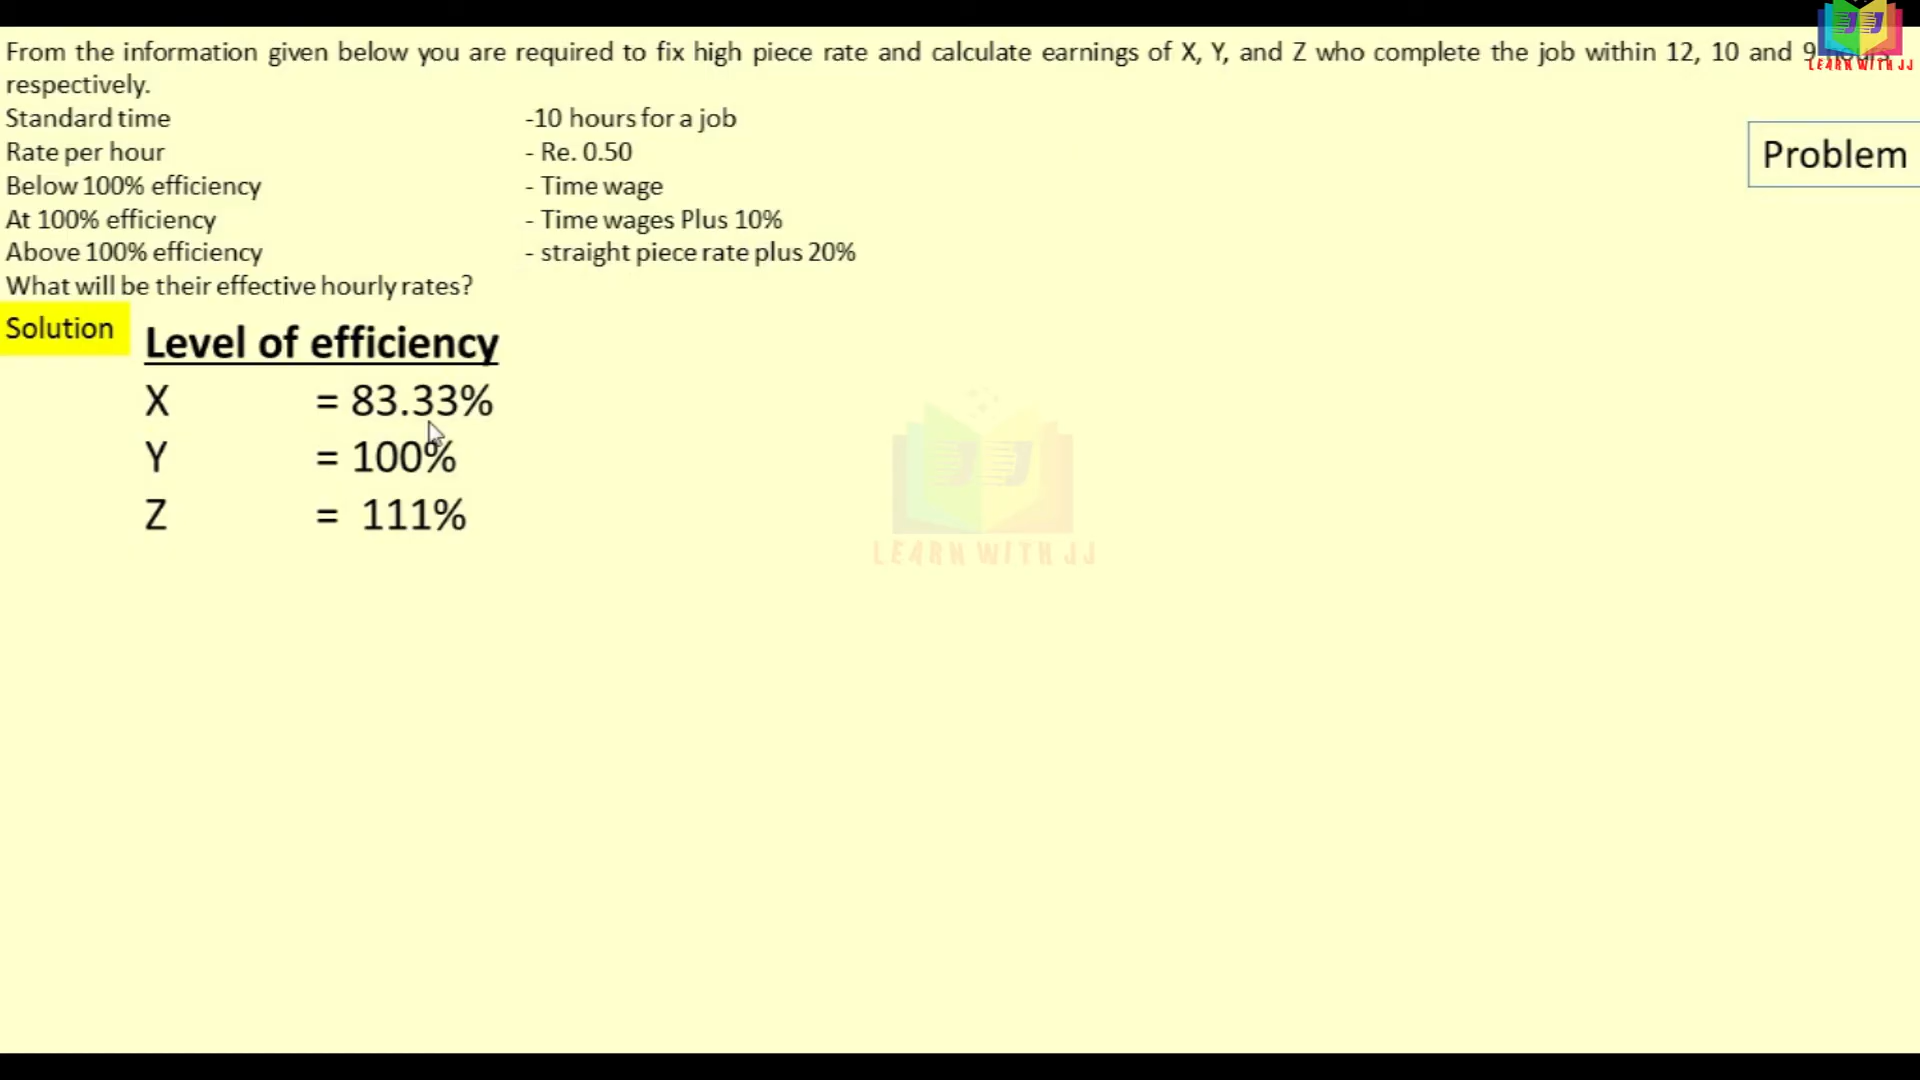 From the information given below you are required to fix high piece rate and calculate earnings of X, Y, and Z who complete the job within 12, 10 and 9
LEARN WITH JJ
respectively.
Standard time -10 hours for a job
Problem
Rate per hour - Re. 0.50
Below 100% efficiency - Time wage
At 100% efficiency - Time wages Plus 10%
Above 100% efficiency - straight piece rate plus 20%
What will be their effective hourly rates?
Solution
Level of efficiency
X = 83.33%
Y = 100%
Z = 111%
LEARN WITH JJ